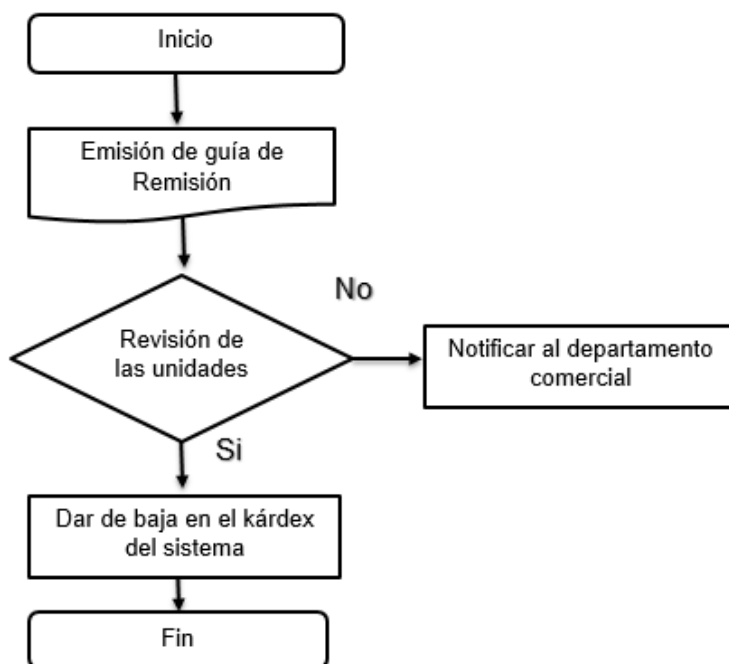 Inicio
Emisión de guía de
Remisión
No
Revisión de
las unidades
Notificar al departamento
comercial
Si
Dar de baja en el kárdex
del sistema
Fin